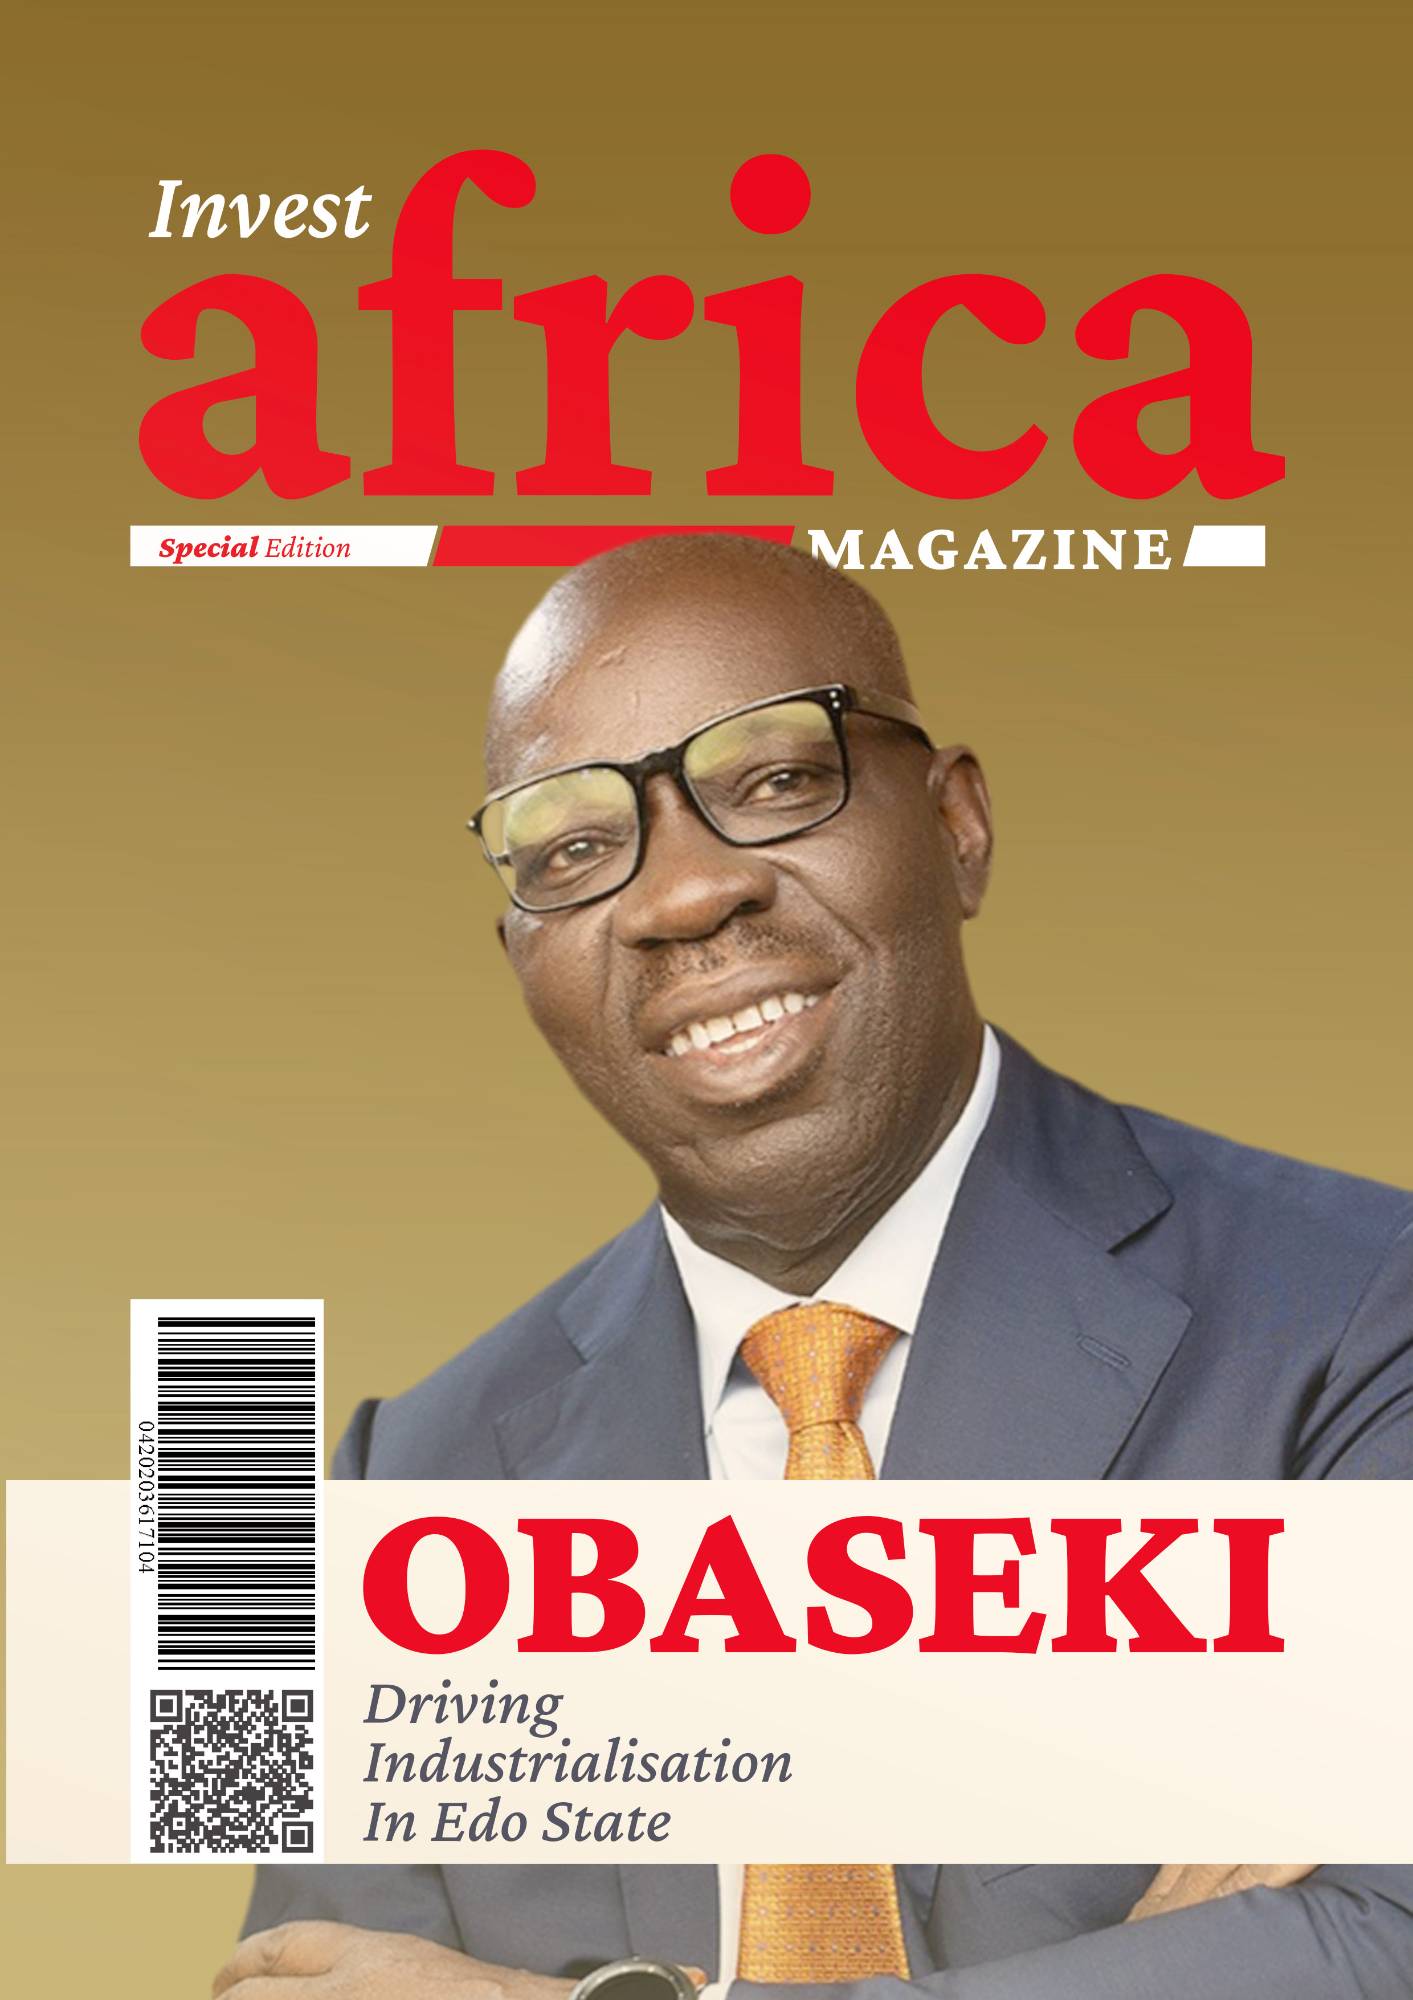 Invest
africa
Special Edition
MAGAZINE
0420203617104
OBASEKI
Driving
Industrialisation
In Edo State